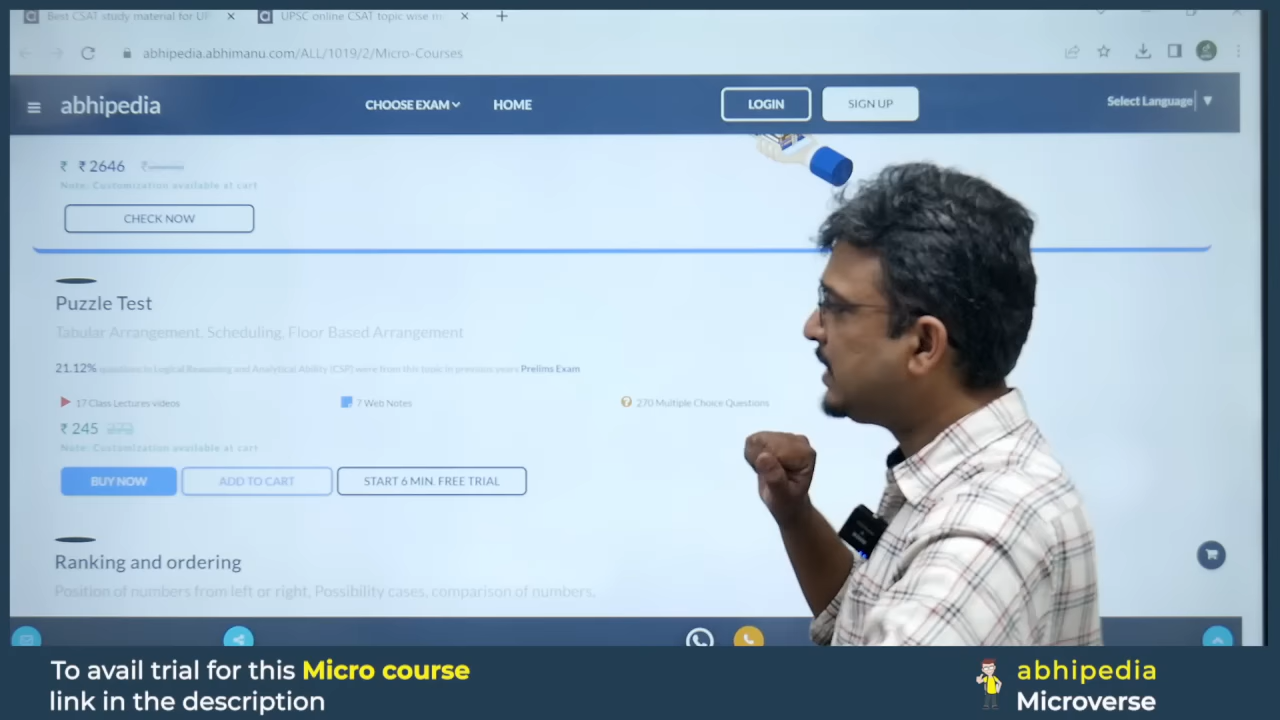 Best CSAT study material for UP
UPSC online CSAT topic wise m
abhipedia.abhimanu.com/ALL/1019/2/Micro-Courses
abhipedia
CHOOSE EXAM
HOME
LOGIN
SIGN UP
Select Language
₹ ₹ 2646
Note: Customization available at cart
CHECK NOW
Puzzle Test
Tabular Arrangement, Scheduling, Floor Based Arrangement
21.12% questions in Logical Reasoning and Analytical Ability (CSP) were from this topic in previous years Prelims Exam
17 Class Lectures videos
7 Web Notes
270 Multiple Choice Questions
₹ 245 272
Note: Customization available at cart
BUY NOW
ADD TO CART
START 6 MIN. FREE TRIAL
Ranking and ordering
Position of numbers from left or right, Possibility cases, comparison of numbers.
To avail trial for this Micro course
link in the description
abhipedia
Microverse